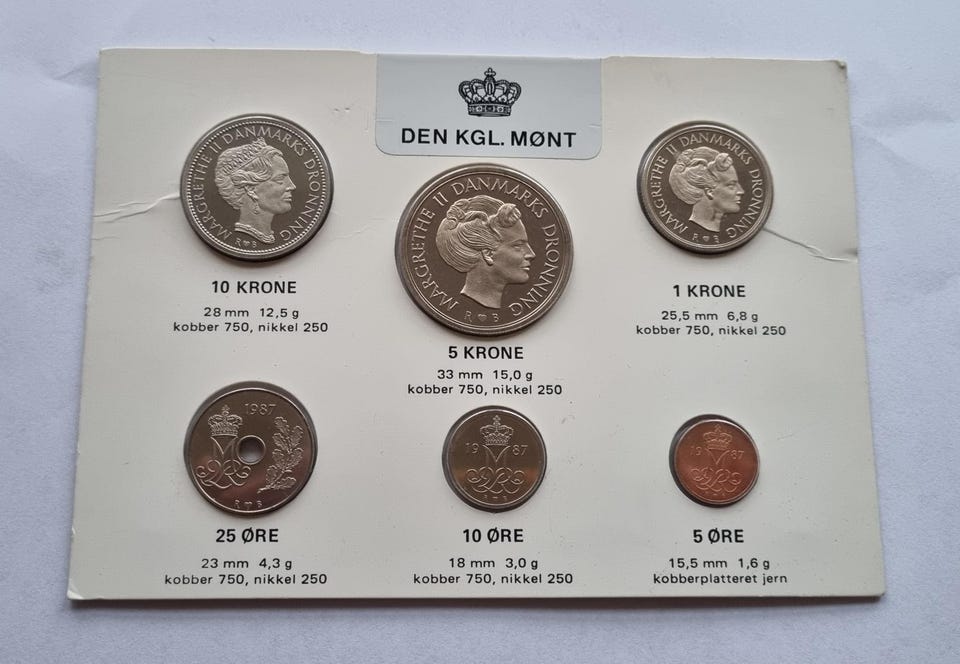 DEN KGL. MØNT
MARGRETHE II DANMARKS DRONNING
R ♥ B
10 KRONE
28 mm 12,5 g
kobber 750, nikkel 250
MARGRETHE II DANMARKS DRONNING
R ♥ B
5 KRONE
33 mm 15,0 g
kobber 750, nikkel 250
MARGRETHE II DANMARKS DRONNING
R ♥ B
1 KRONE
25,5 mm 6,8 g
kobber 750, nikkel 250
1987
R ♥ B
25 ØRE
23 mm 4,3 g
kobber 750, nikkel 250
19 87
R ♥ B
10 ØRE
18 mm 3,0 g
kobber 750, nikkel 250
19 87
R ♥ B
5 ØRE
15,5 mm 1,6 g
kobberplatteret jern